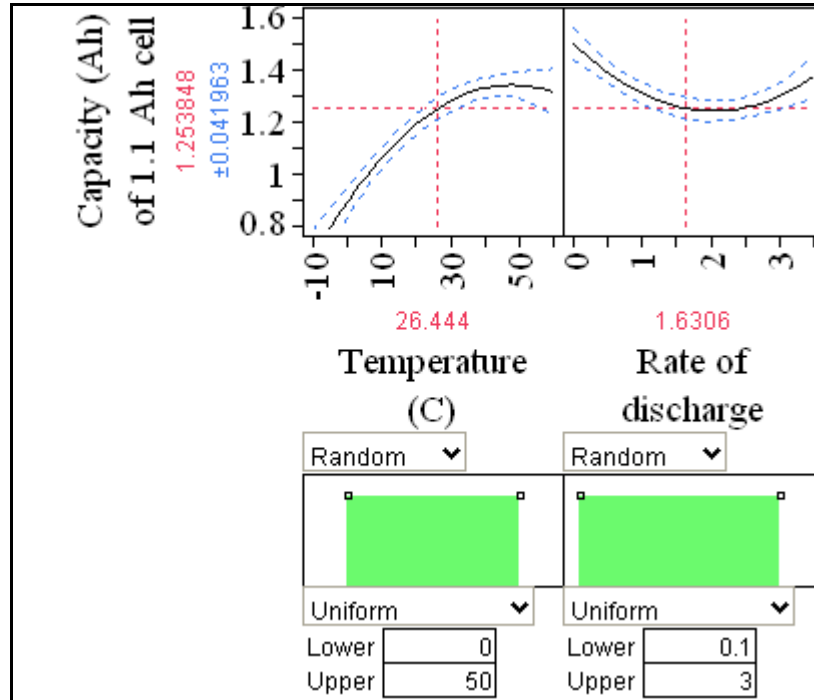 Capacity (Ah)
of 1.1 Ah cell
1.253848
±0.041963
1.6
1.4
1.2
1
0.8
-10
10
30
50
0
1
2
3
26.444
1.6306
Temperature
(C)
Rate of
discharge
Random
Random
Uniform
Uniform
Lower 0
Upper 50
Lower 0.1
Upper 3